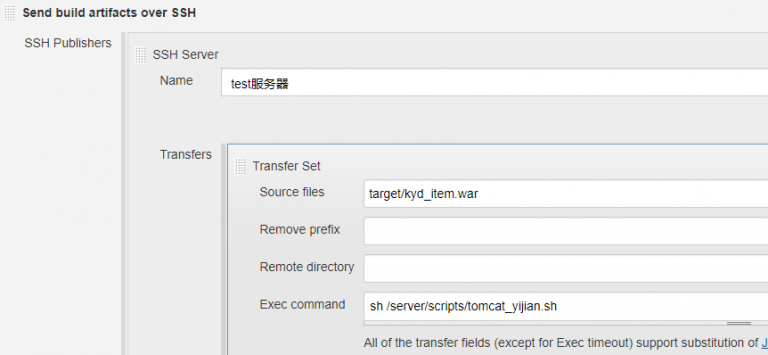 Send build artifacts over SSH
SSH Publishers
SSH Server
Name
test服务器
Transfers
Transfer Set
Source files
target/kyd_item.war
Remove prefix
Remote directory
Exec command
sh /server/scripts/tomcat_yijian.sh
All of the transfer fields (except for Exec timeout) support substitution of J